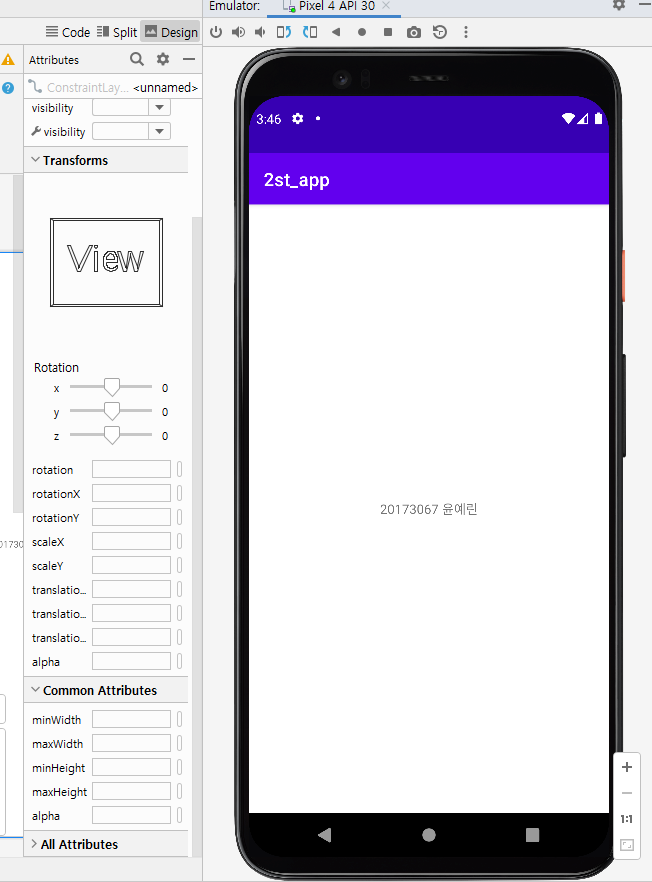 Emulator: Pixel 4 API 30
Code Split Design
Attributes
ConstraintLay... <unnamed>
visibility
visibility
Transforms
View
Rotation
x 0
y 0
z 0
rotation
rotationX
rotationY
scaleX
scaleY
translatio...
translatio...
translatio...
alpha
Common Attributes
minWidth
maxWidth
minHeight
maxHeight
alpha
All Attributes
3:46
2st_app
20173067 윤예린
1:1